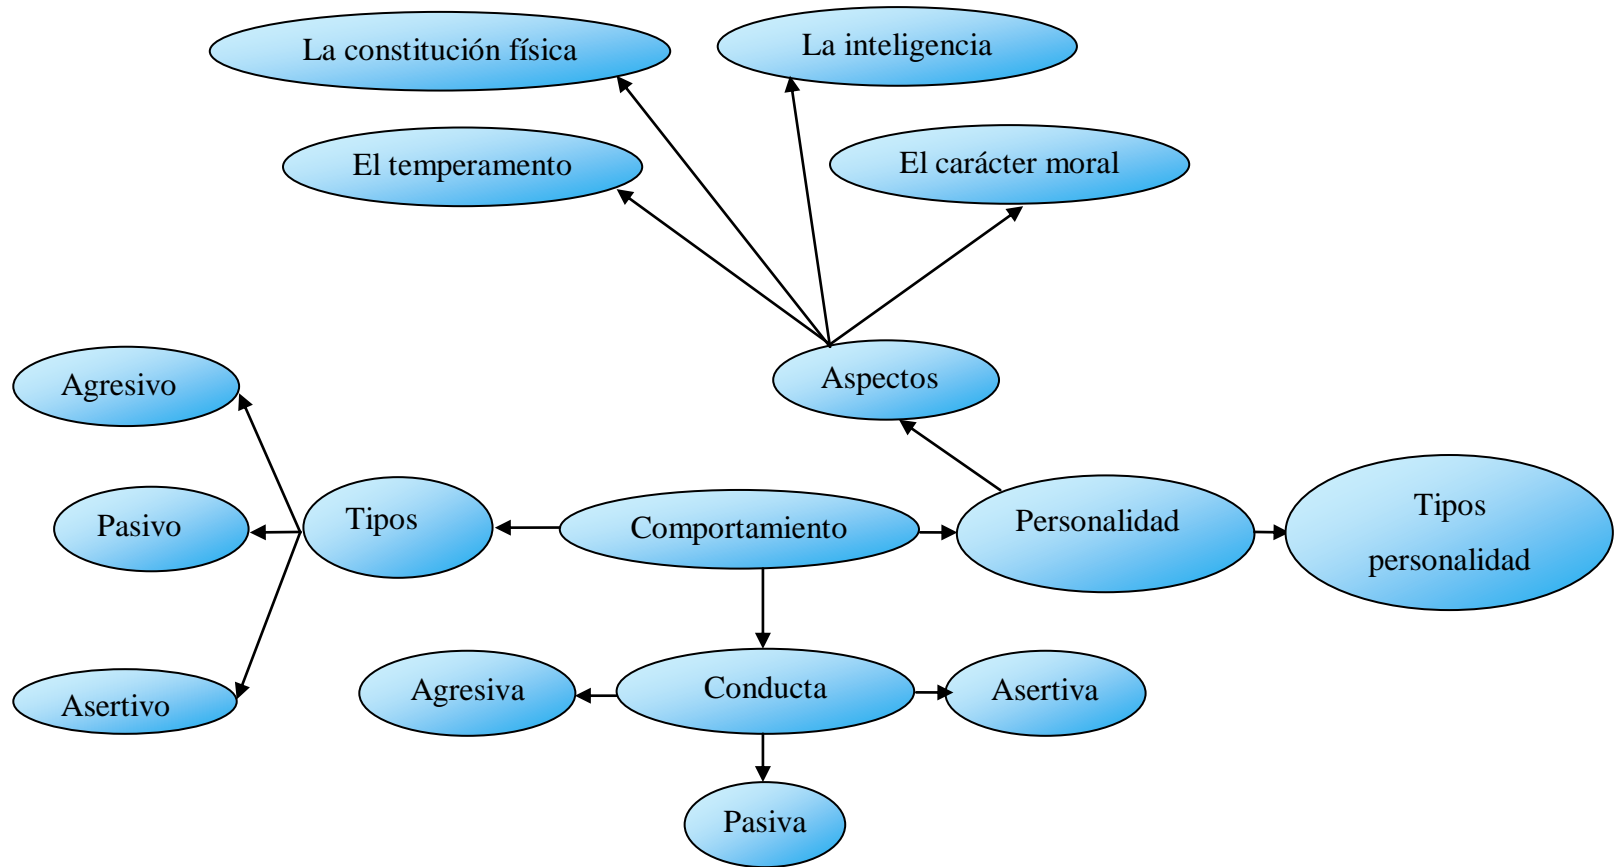 La constitución física
La inteligencia
El temperamento
El carácter moral
Aspectos
Agresivo
Pasivo
Tipos
Comportamiento
Personalidad
Tipos
personalidad
Asertivo
Agresiva
Conducta
Asertiva
Pasiva